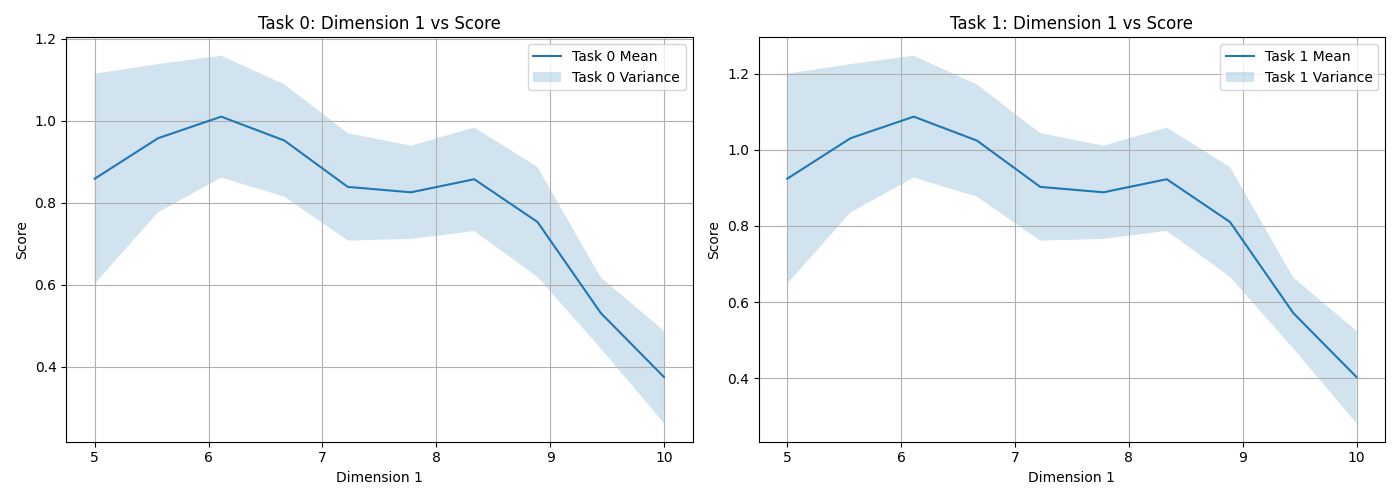 Task 0: Dimension 1 vs Score
Task 0 Mean
Task 0 Variance
Score
1.2
1.0
0.8
0.6
0.4
5 6 7 8 9 10
Dimension 1
Task 1: Dimension 1 vs Score
Task 1 Mean
Task 1 Variance
Score
1.2
1.0
0.8
0.6
0.4
5 6 7 8 9 10
Dimension 1